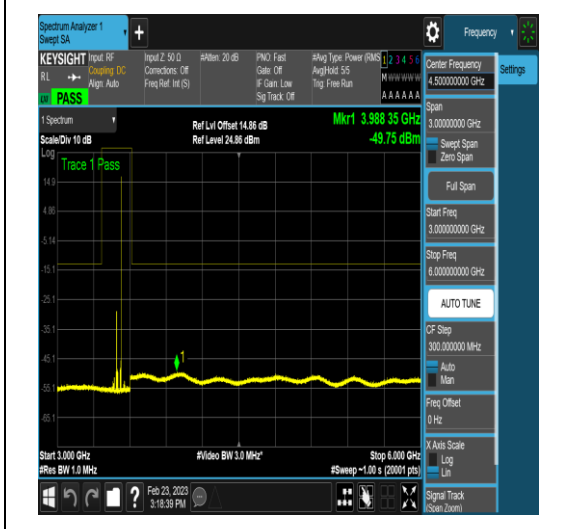 Spectrum Analyzer 1
Swept SA
+
Frequency
KEYSIGHT
Input: RF
Coupling: DC
Align: Auto
Input Z: 50 Ω
Corrections: Off
Freq Ref: Int (S)
#Atten: 20 dB
PNO: Fast
Gate: Off
IF Gain: Low
Sig Track: Off
#Avg Type: Power (RMS
Avg|Hold: 5/5
Trig: Free Run
1 2 3 4 5 6
M W W W W W
A A A A A A
RL
PASS
1 Spectrum
Scale/Div 10 dB
Ref Lvl Offset 14.86 dB
Ref Level 24.86 dBm
Mkr1 3.988 35 GHz
-49.75 dBm
Log
Trace 1 Pass
14.86
4.86
-5.14
-15.1
-25.1
-35.1
-45.1
-55.1
-65.1
1
Start 3.000 GHz
#Res BW 1.0 MHz
#Video BW 3.0 MHz*
Stop 6.000 GHz
#Sweep ~1.00 s (20001 pts)
Center Frequency
4.500000000 GHz
Settings
Span
3.00000000 GHz
Swept Span
Zero Span
Full Span
Start Freq
3.000000000 GHz
Stop Freq
6.000000000 GHz
AUTO TUNE
CF Step
300.000000 MHz
Auto
Man
Freq Offset
0 Hz
X Axis Scale
Log
Lin
Signal Track
(Span Zoom)
?
Feb 23, 2023
3:18:39 PM